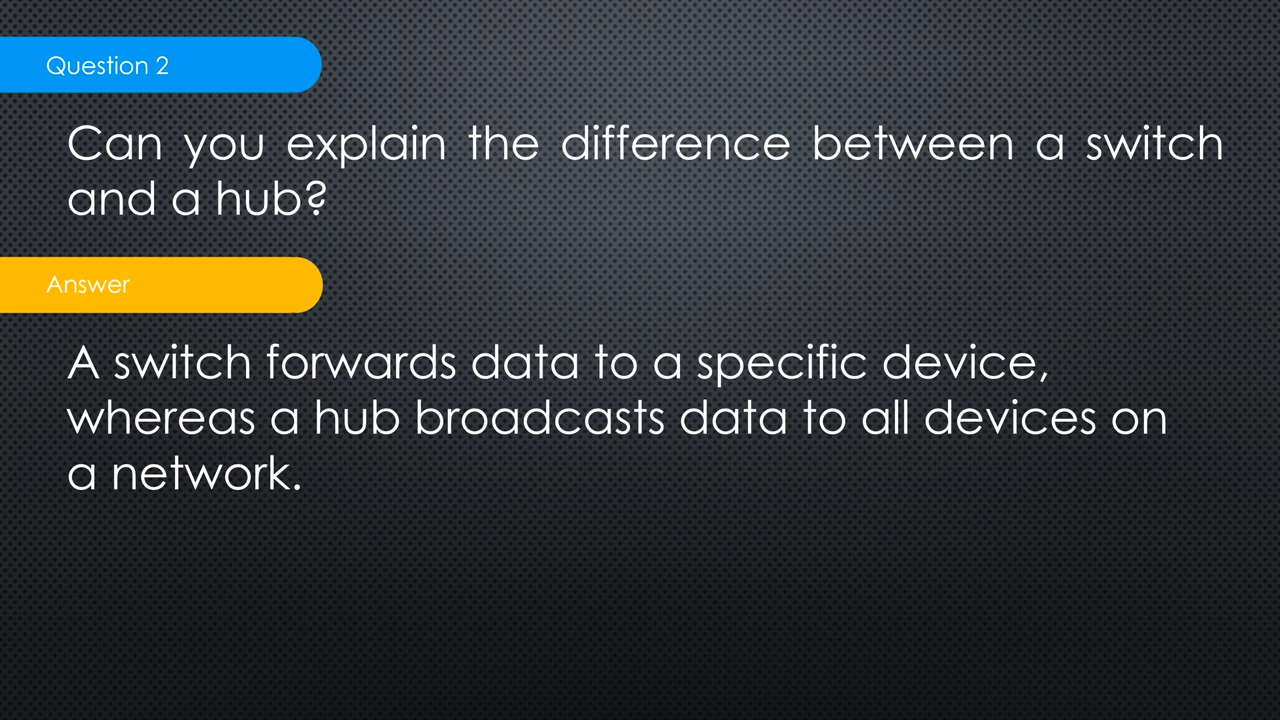 Question 2
Can you explain the difference between a switch
and a hub?
Answer
A switch forwards data to a specific device,
whereas a hub broadcasts data to all devices on
a network.